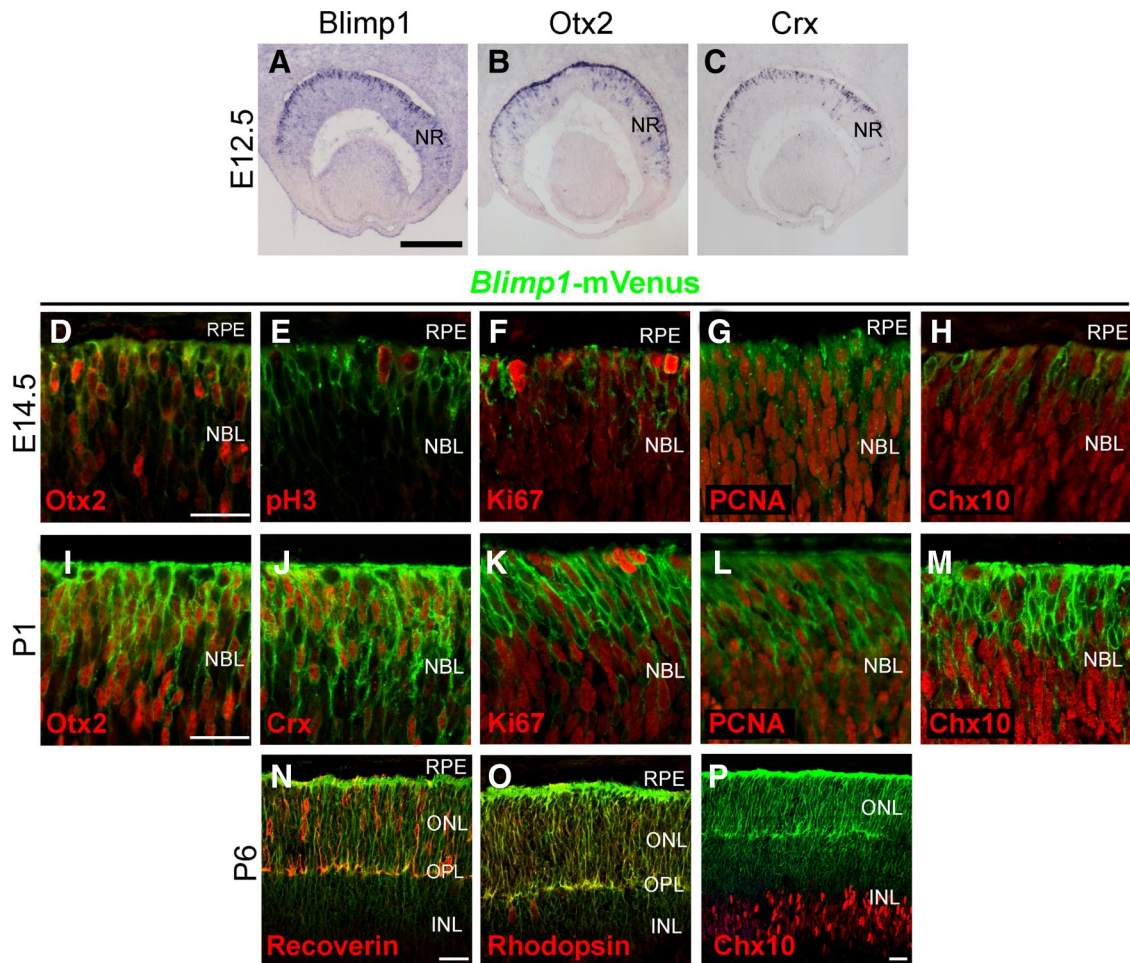 Blimp1 Otx2 Crx
E12.5
A B C
NR NR NR
Blimp1-mVenus
E14.5
D RPE E RPE F RPE G RPE H RPE
NBL NBL NBL NBL NBL
Otx2 pH3 Ki67 PCNA Chx10
P1
I J K L M
NBL NBL NBL NBL NBL
Otx2 Crx Ki67 PCNA Chx10
P6
N RPE O RPE P
ONL ONL ONL
OPL OPL
INL INL INL
Recoverin Rhodopsin Chx10